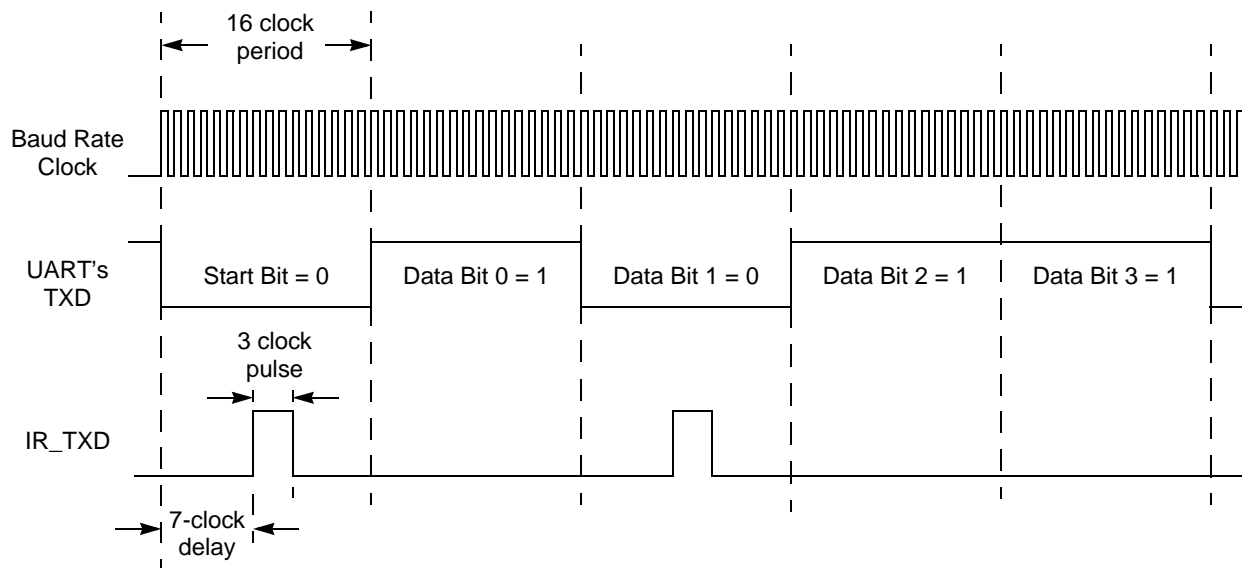 16 clock
period
Baud Rate
Clock
UART's
TXD
Start Bit = 0
Data Bit 0 = 1
Data Bit 1 = 0
Data Bit 2 = 1
Data Bit 3 = 1
3 clock
pulse
IR_TXD
7-clock
delay